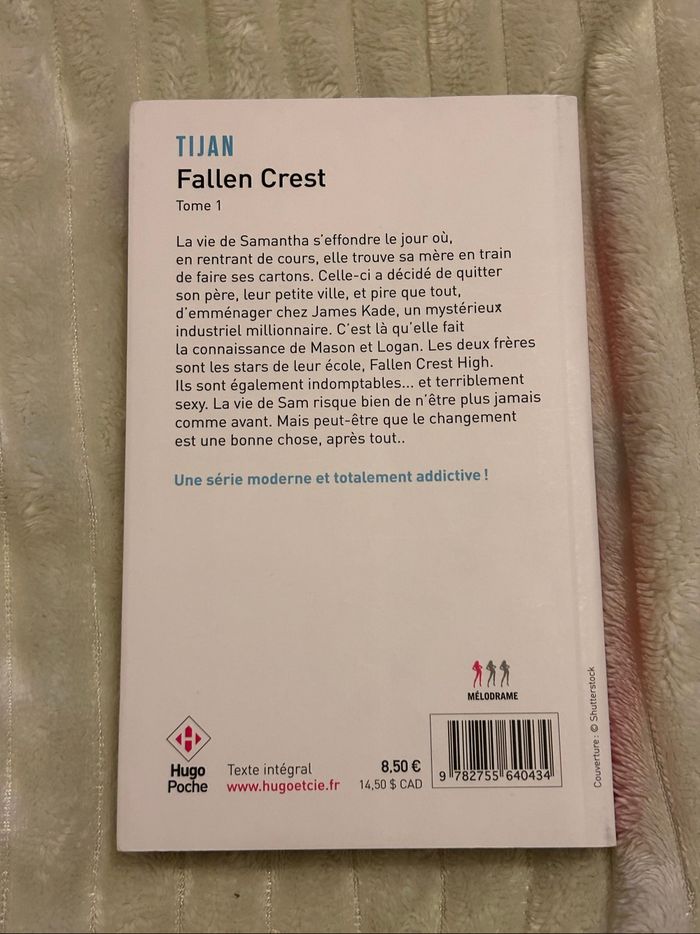 TIJAN
Fallen Crest
Tome 1
La vie de Samantha s'effondre le jour où,
en rentrant de cours, elle trouve sa mère en train
de faire ses cartons. Celle-ci a décidé de quitter
son père, leur petite ville, et pire que tout,
d'emménager chez James Kade, un mystérieux
industriel millionnaire. C'est là qu'elle fait
la connaissance de Mason et Logan. Les deux frères
sont les stars de leur école, Fallen Crest High.
Ils sont également indomptables... et terriblement
sexy. La vie de Sam risque bien de n'être plus jamais
comme avant. Mais peut-être que le changement
est une bonne chose, après tout..
Une série moderne et totalement addictive !
MÉLODRAME
Hugo
Poche
Texte intégral
www.hugoetcie.fr
8,50 €
14,50 $ CAD
9 782755 640434
Couverture : © Shutterstock